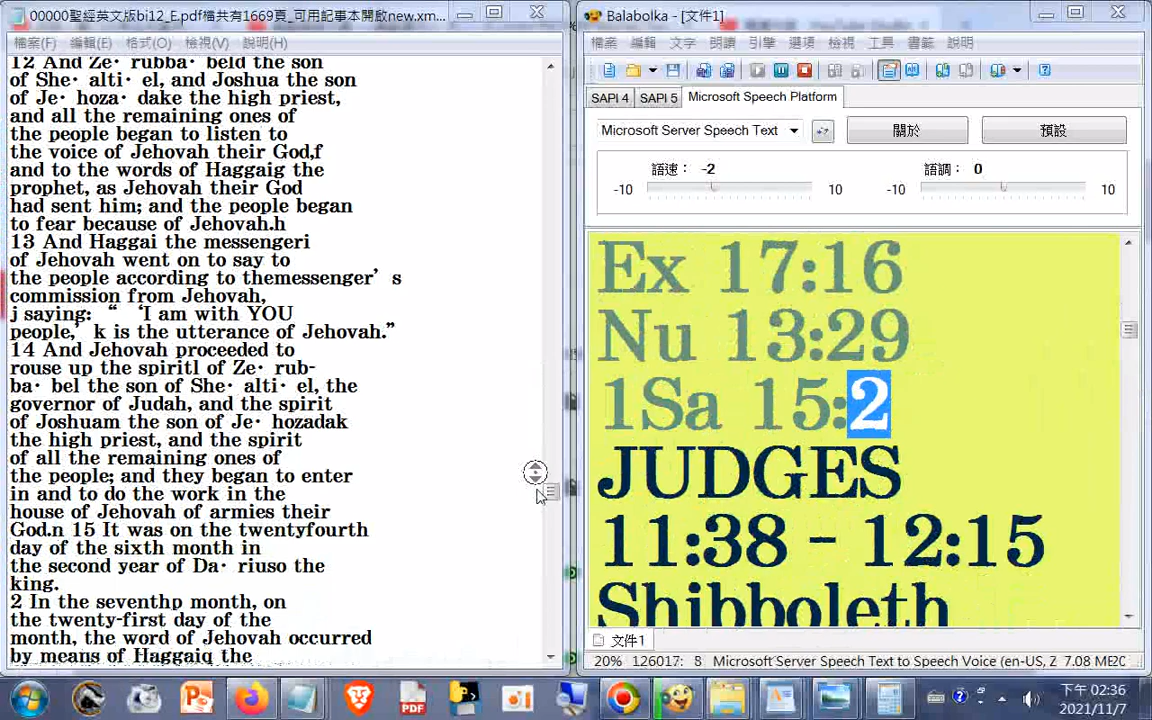 00000聖經英文版bi12_E.pdf檔共有1669頁_可用記事本開啟new.xm...
檔案(F) 編輯(E) 格式(O) 檢視(V) 說明(H)
12 And Ze‧ rubba‧ beld the son
of She‧ alti‧ el, and Joshua the son
of Je‧ hoza‧ dake the high priest,
and all the remaining ones of
the people began to listen to
the voice of Jehovah their God,f
and to the words of Haggaig the
prophet, as Jehovah their God
had sent him; and the people began
to fear because of Jehovah.h
13 And Haggai the messengeri
of Jehovah went on to say to
the people according to themessenger’s
commission from Jehovah,
j saying: “ ‘I am with YOU
people,’ k is the utterance of Jehovah.”
14 And Jehovah proceeded to
rouse up the spiritl of Ze‧ rub-
ba‧ bel the son of She‧ alti‧ el, the
governor of Judah, and the spirit
of Joshuam the son of Je‧ hozadak
the high priest, and the spirit
of all the remaining ones of
the people; and they began to enter
in and to do the work in the
house of Jehovah of armies their
God.n 15 It was on the twentyfourth
day of the sixth month in
the second year of Da‧ riuso the
king.
2 In the seventhp month, on
the twenty-first day of the
month, the word of Jehovah occurred
by means of Haggaiq the
Balabolka - [文件1]
檔案 編輯 文字 朗讀 引擎 選項 檢視 工具 書籤 說明
SAPI 4 SAPI 5 Microsoft Speech Platform
Microsoft Server Speech Text 關於 預設
語速: -2 語調: 0
-10 10 -10 10
Ex 17:16
Nu 13:29
1Sa 15:2
JUDGES
11:38 - 12:15
Shibboleth
文件1
20% 126017: 8 Microsoft Server Speech Text to Speech Voice (en-US, Z 7.08 ME20
PDF
下午 02:36
2021/11/7